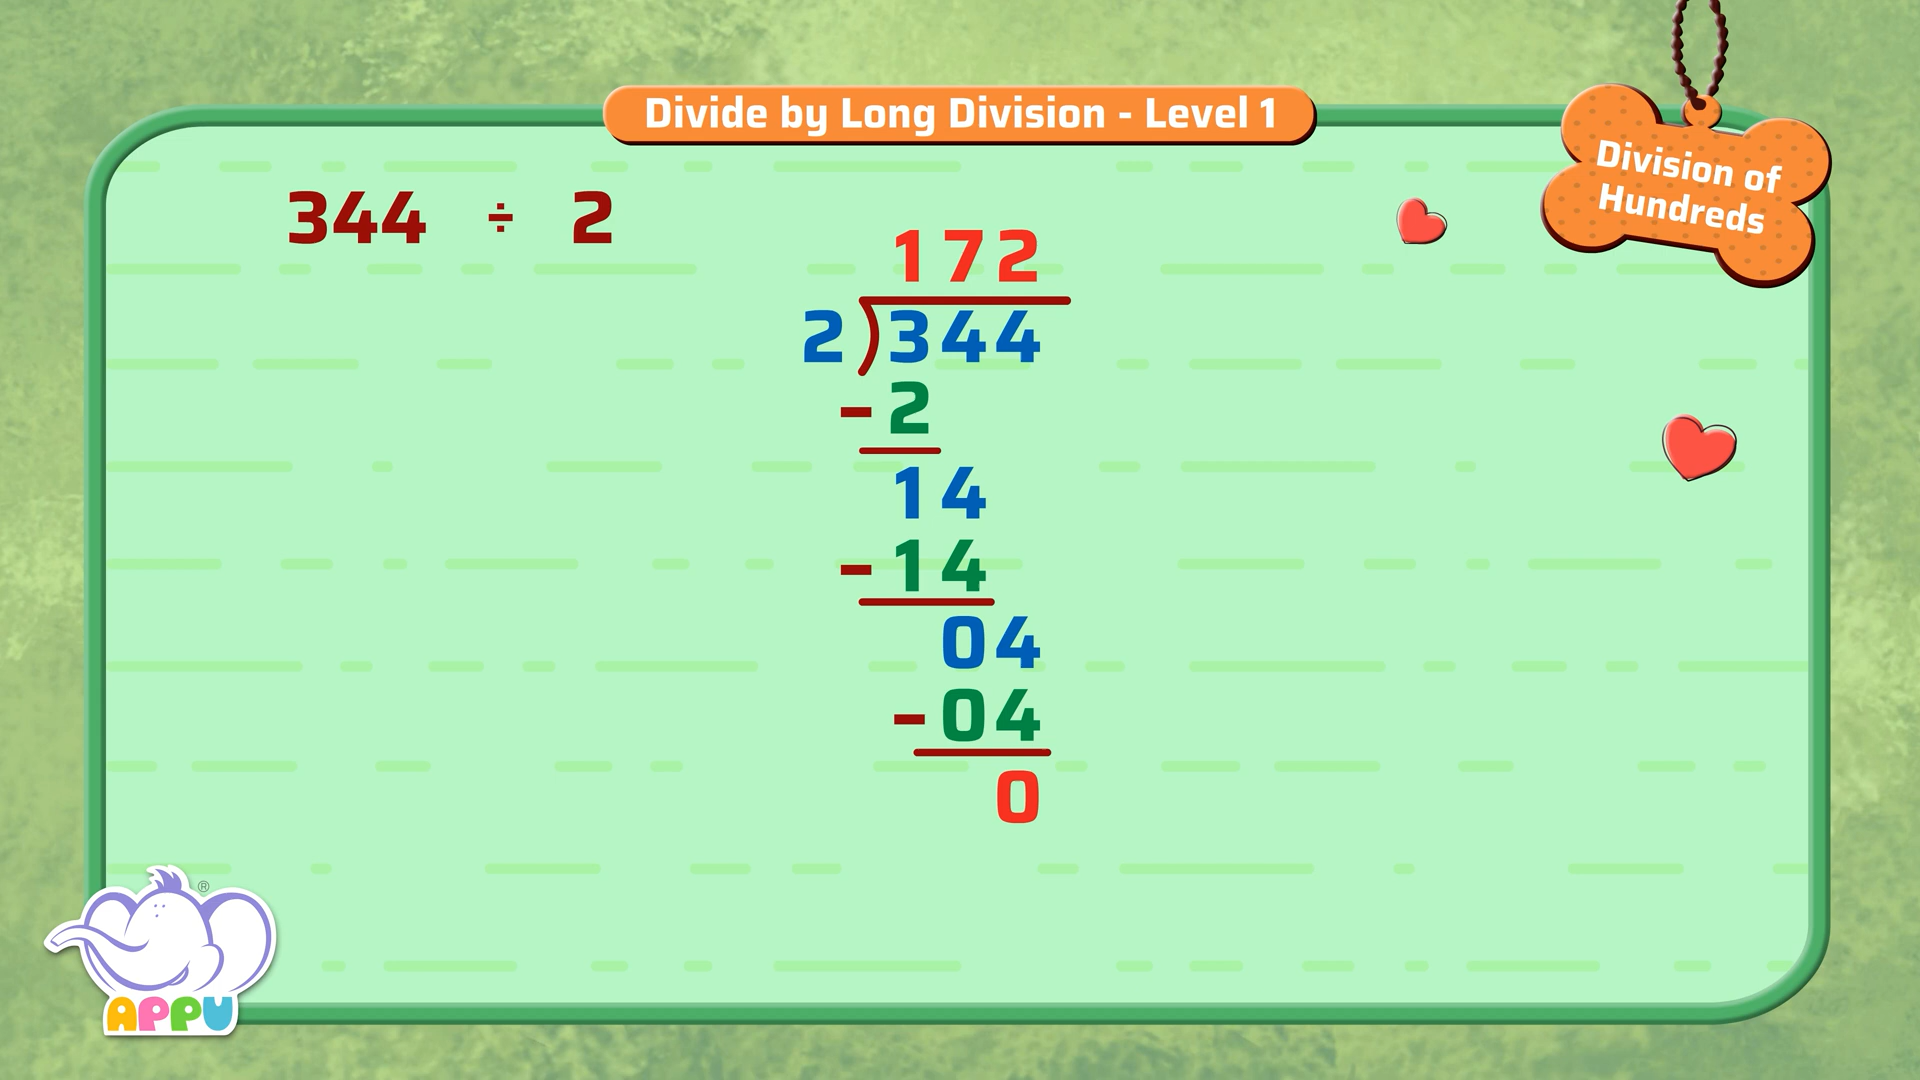 Divide by Long Division - Level 1
Division of
Hundreds
344 ÷ 2
172
2)344
-2
14
-14
04
-04
0
®
APPU